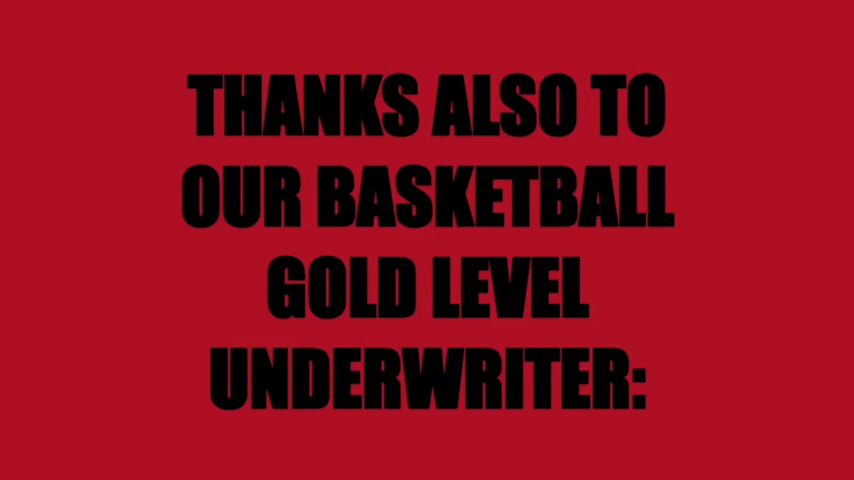 THANKS ALSO TO
OUR BASKETBALL
GOLD LEVEL
UNDERWRITER: